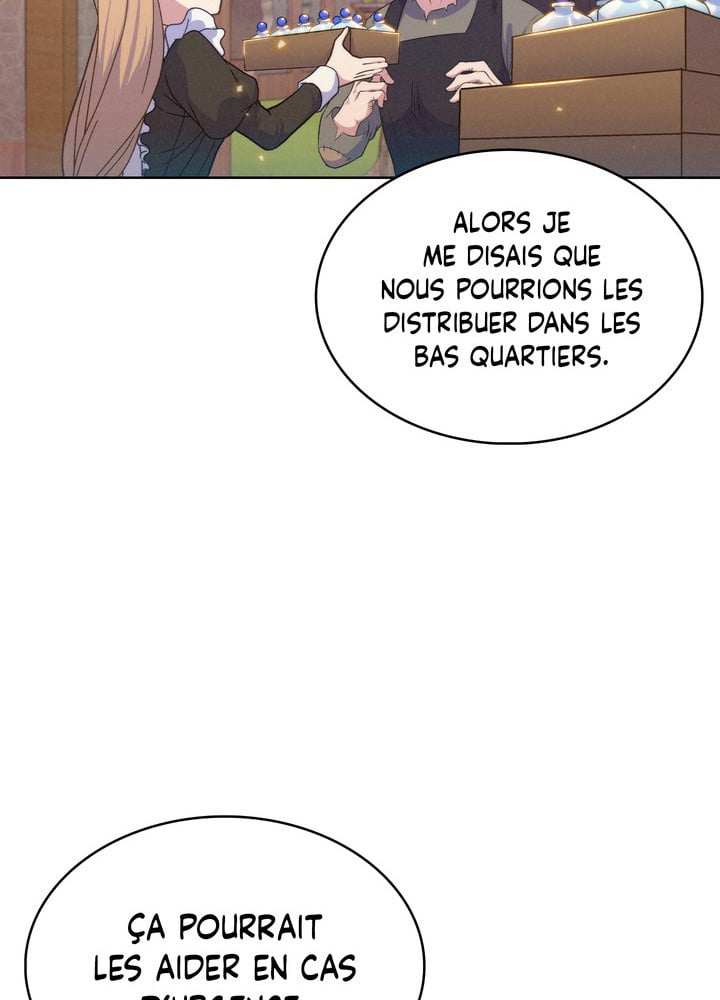 ALORS JE
ME DISAIS QUE
NOUS POURRIONS LES
DISTRIBUER DANS LES
BAS QUARTIERS.
ÇA POURRAIT
LES AIDER EN CAS
D'URGENCE